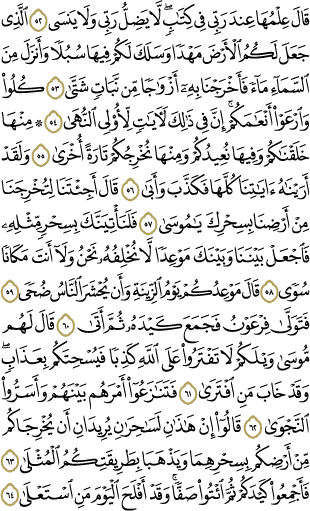 قَالَ عِلْمُهَا عِندَ رَبِّي فِي كِتَٰبٍۖ لَّا يَضِلُّ رَبِّي وَلَا يَنسَى ۝٥٢ ٱلَّذِي
جَعَلَ لَكُمُ ٱلْأَرْضَ مَهْدًا وَسَلَكَ لَكُمْ فِيهَا سُبُلًا وَأَنزَلَ مِنَ
ٱلسَّمَآءِ مَآءً فَأَخْرَجْنَا بِهِۦٓ أَزْوَٰجًا مِّن نَّبَاتٍ شَتَّىٰ ۝٥٣ كُلُوا۟
وَٱرْعَوْا۟ أَنْعَٰمَكُمْۗ إِنَّ فِي ذَٰلِكَ لَءَايَٰتٍ لِّأُو۟لِي ٱلنُّهَىٰ ۝٥٤ ۞ مِنْهَا
خَلَقْنَٰكُمْ وَفِيهَا نُعِيدُكُمْ وَمِنْهَا نُخْرِجُكُمْ تَارَةً أُخْرَىٰ ۝٥٥ وَلَقَدْ
أَرَيْنَٰهُ ءَايَٰتِنَا كُلَّهَا فَكَذَّبَ وَأَبَىٰ ۝٥٦ قَالَ أَجِئْتَنَا لِتُخْرِجَنَا
مِنْ أَرْضِنَا بِسِحْرِكَ يَٰمُوسَىٰ ۝٥٧ فَلَنَأْتِيَنَّكَ بِسِحْرٍ مِّثْلِهِۦ
فَٱجْعَلْ بَيْنَنَا وَبَيْنَكَ مَوْعِدًا لَّا نُخْلِفُهُۥ نَحْنُ وَلَآ أَنتَ مَكَانًا
سُوًى ۝٥٨ قَالَ مَوْعِدُكُمْ يَوْمُ ٱلزِّينَةِ وَأَن يُحْشَرَ ٱلنَّاسُ ضُحًى ۝٥٩
فَتَوَلَّىٰ فِرْعَوْنُ فَجَمَعَ كَيْدَهُۥ ثُمَّ أَتَىٰ ۝٦٠ قَالَ لَهُم
مُّوسَىٰ وَيْلَكُمْ لَا تَفْتَرُوا۟ عَلَى ٱللَّهِ كَذِبًا فَيُسْحِتَكُم بِعَذَابٍۖ
وَقَدْ خَابَ مَنِ ٱفْتَرَىٰ ۝٦١ فَتَنَٰزَعُوٓا۟ أَمْرَهُم بَيْنَهُمْ وَأَسَرُّوا۟
ٱلنَّجْوَىٰ ۝٦٢ قَالُوٓا۟ إِنْ هَٰذَٰنِ لَسَٰحِرَٰنِ يُرِيدَانِ أَن يُخْرِجَاكُم
مِّنْ أَرْضِكُم بِسِحْرِهِمَا وَيَذْهَبَا بِطَرِيقَتِكُمُ ٱلْمُثْلَىٰ ۝٦٣
فَأَجْمِعُوا۟ كَيْدَكُمْ ثُمَّ ٱئْتُوا۟ صَفًّاۚ وَقَدْ أَفْلَحَ ٱلْيَوْمَ مَنِ ٱسْتَعْلَىٰ ۝٦٤